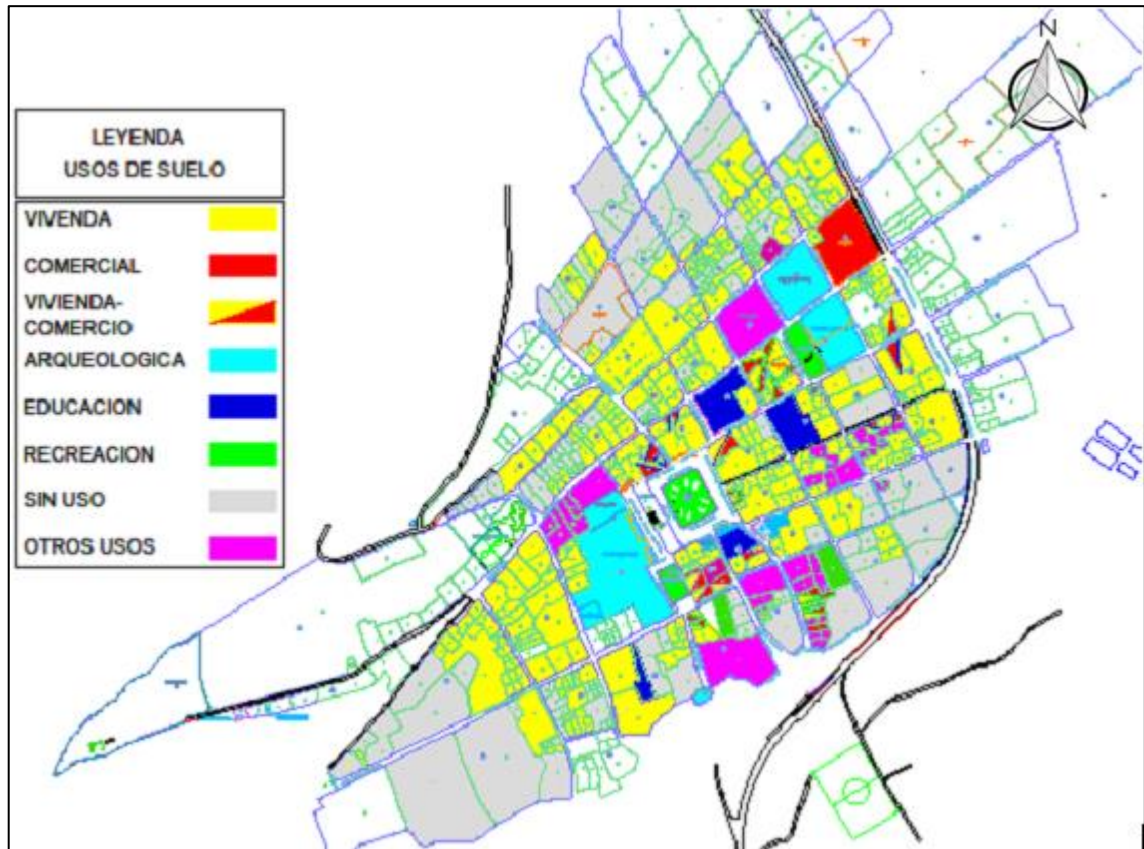 N
LEYENDA
USOS DE SUELO
VIVENDA
COMERCIAL
VIVIENDA-
COMERCIO
ARQUEOLOGICA
EDUCACION
RECREACION
SIN USO
OTROS USOS